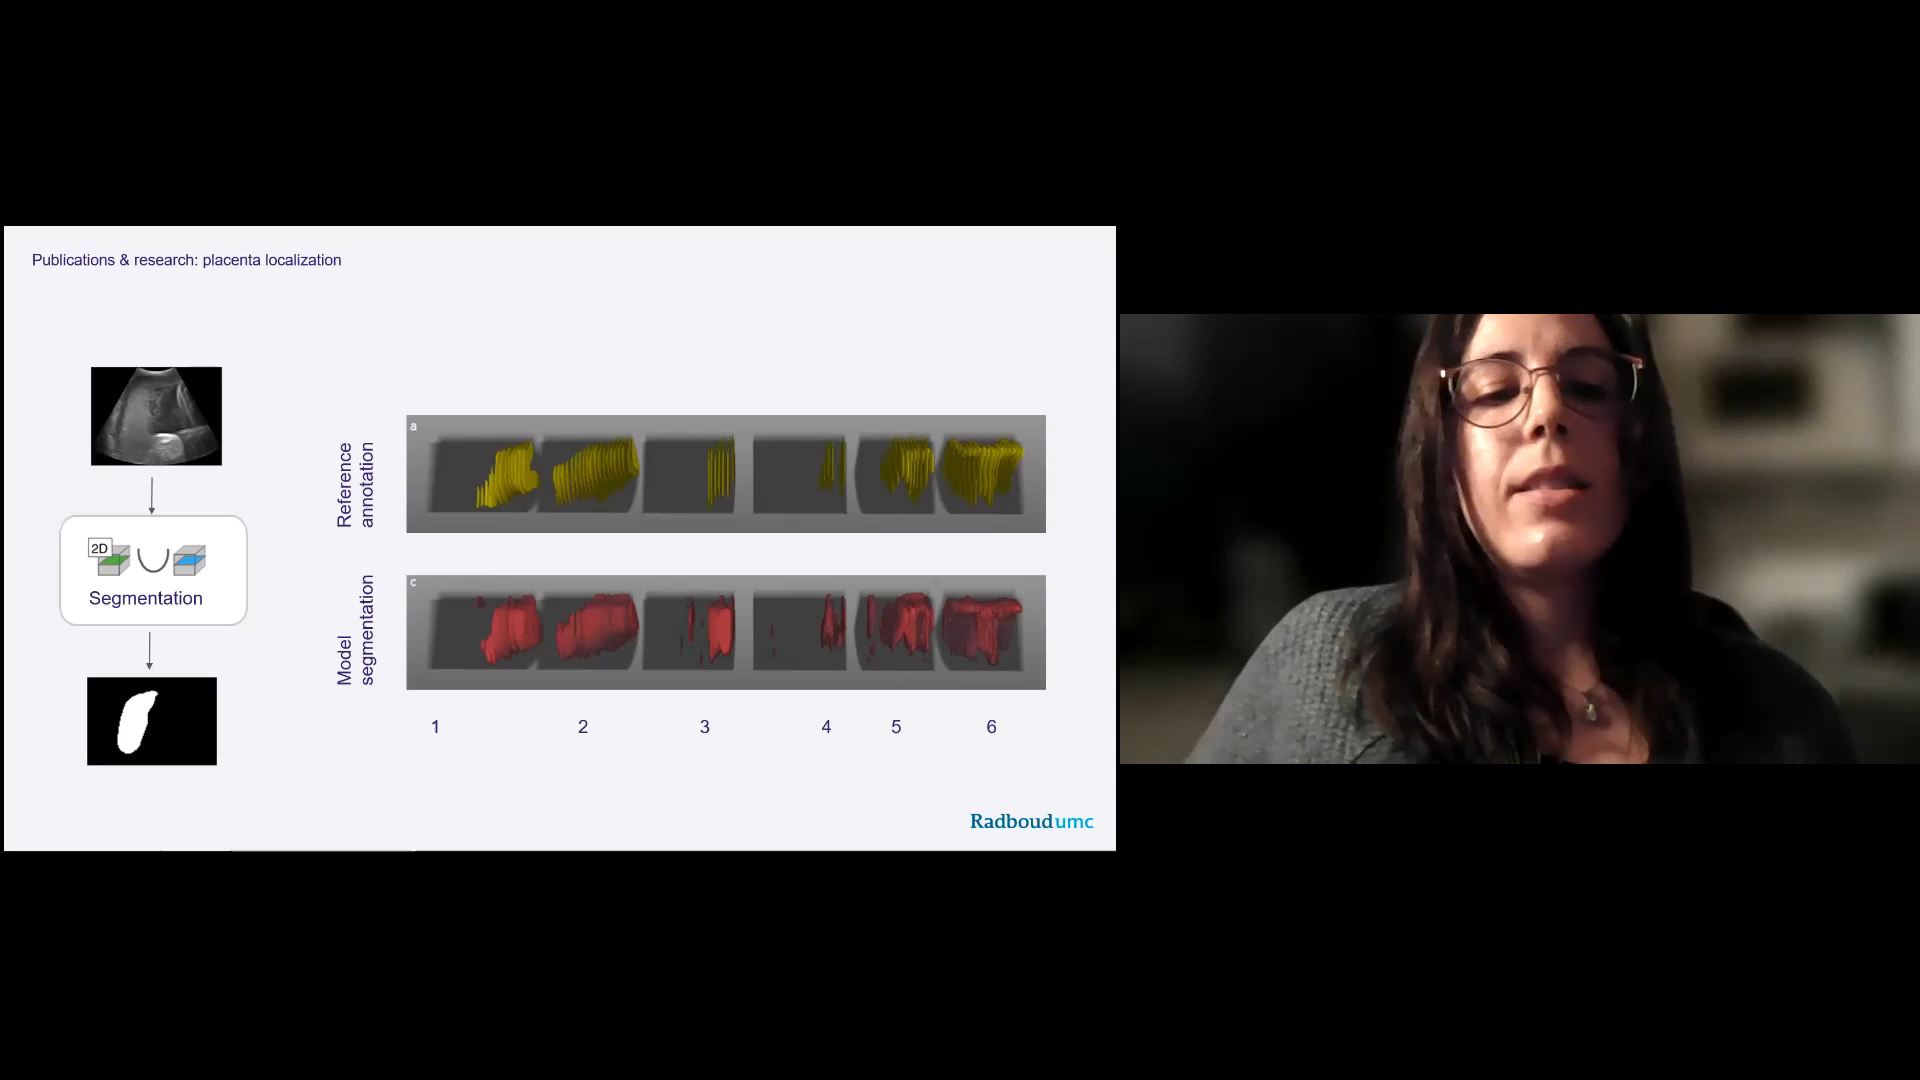 Publications & research: placenta localization
2D
Segmentation
Reference
annotation
a
Model
segmentation
c
1 2 3 4 5 6
Radboudumc